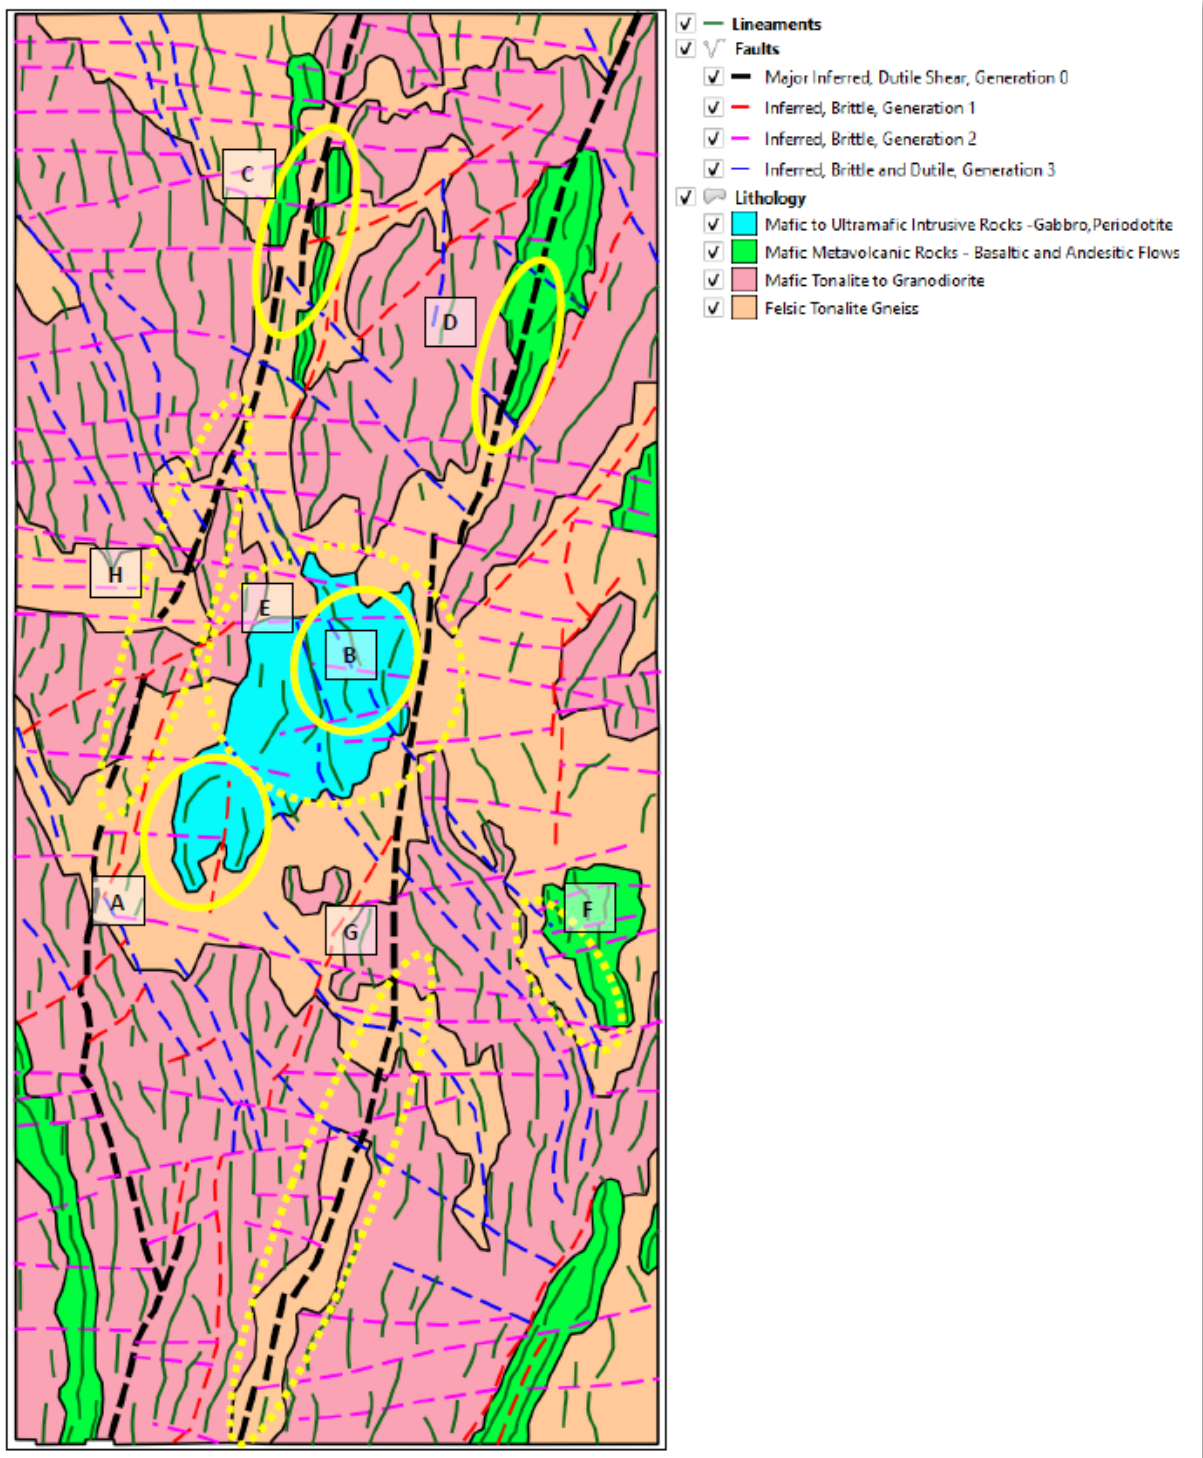 Lineaments
Faults
Major Inferred, Dutile Shear, Generation 0
Inferred, Brittle, Generation 1
Inferred, Brittle, Generation 2
Inferred, Brittle and Dutile, Generation 3
Lithology
Mafic to Ultramafic Intrusive Rocks -Gabbro,Periodotite
Mafic Metavolcanic Rocks - Basaltic and Andesitic Flows
Mafic Tonalite to Granodiorite
Felsic Tonalite Gneiss
C
D
H
E
B
A
F
G